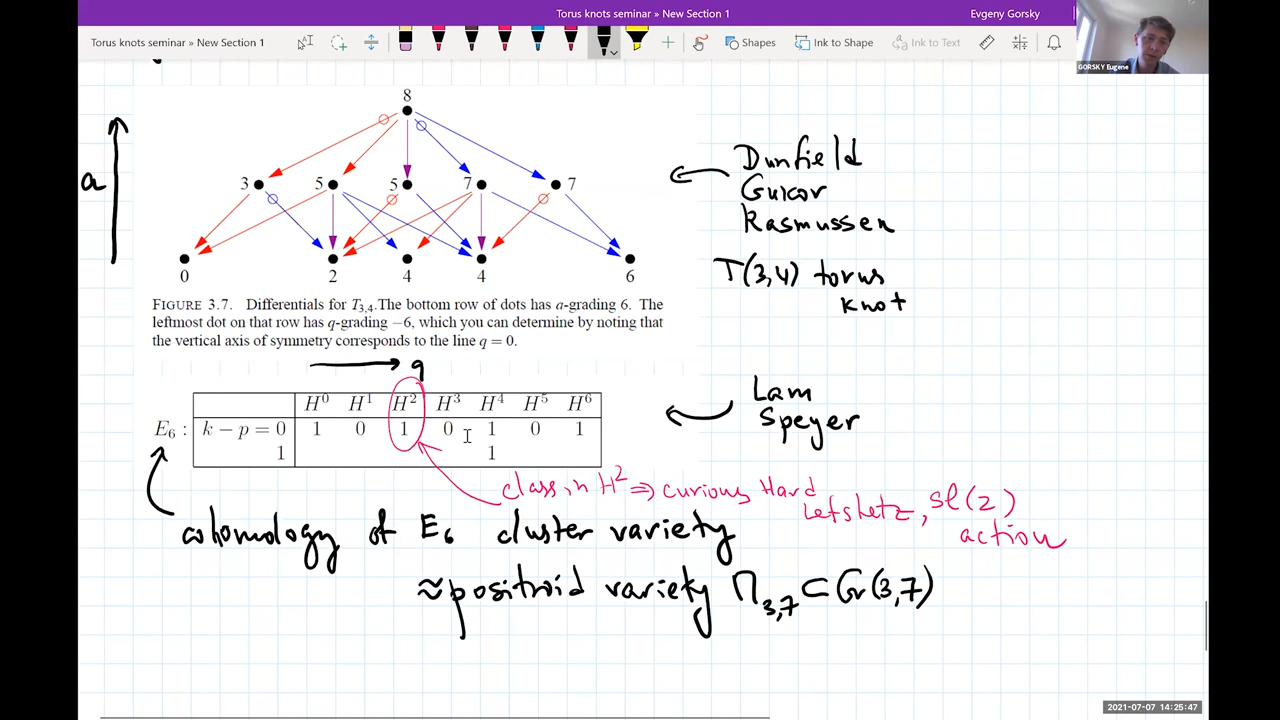 Torus knots seminar » New Section 1
Evgeny Gorsky
Torus knots seminar » New Section 1
Shapes
Ink to Shape
Ink to Text
GORSKY Eugene
8
a
3 5 5 7 7
0 2 4 4 6
Dunfield
Gukov
Rasmussen
T(3,4) torus
knot
FIGURE 3.7. Differentials for T3,4.The bottom row of dots has a-grading 6. The
leftmost dot on that row has q-grading −6, which you can determine by noting that
the vertical axis of symmetry corresponds to the line q = 0.
q
H⁰ H¹ H² H³ H⁴ H⁵ H⁶
E₆ : k − p = 0 1 0 1 0 1 0 1
1 1
Lam
Speyer
class in H² ⇒ curious Hard
Lefshetz, sl(2)
action
cohomology of E₆ cluster variety
≈ positroid variety Π₃,₇ ⊂ Gr(3,7)
2021-07-07 14:25:47